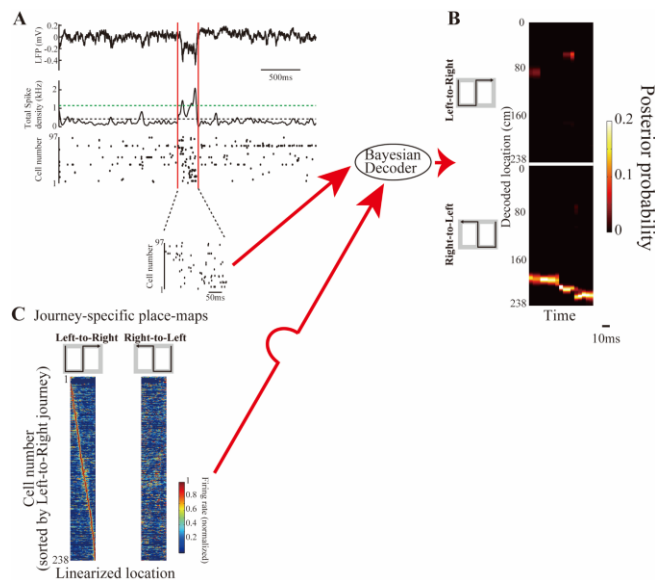 A
LFP (mV)
0.2
0
-0.2
-0.4
500ms
Total Spike
density (kHz)
2
1
0
Cell number
97
1
Cell number
97
1
50ms
Bayesian
Decoder
B
Left-to-Right
Right-to-Left
Decoded location (cm)
0
80
160
238
0
80
160
238
Time
10ms
Posterior
probability
0.2
0.1
0
C Journey-specific place-maps
Left-to-Right Right-to-Left
Cell number
(sorted by Left-to-Right journey)
1
238
Linearized location
Firing rate (normalized)
1
0.8
0.6
0.4
0.2